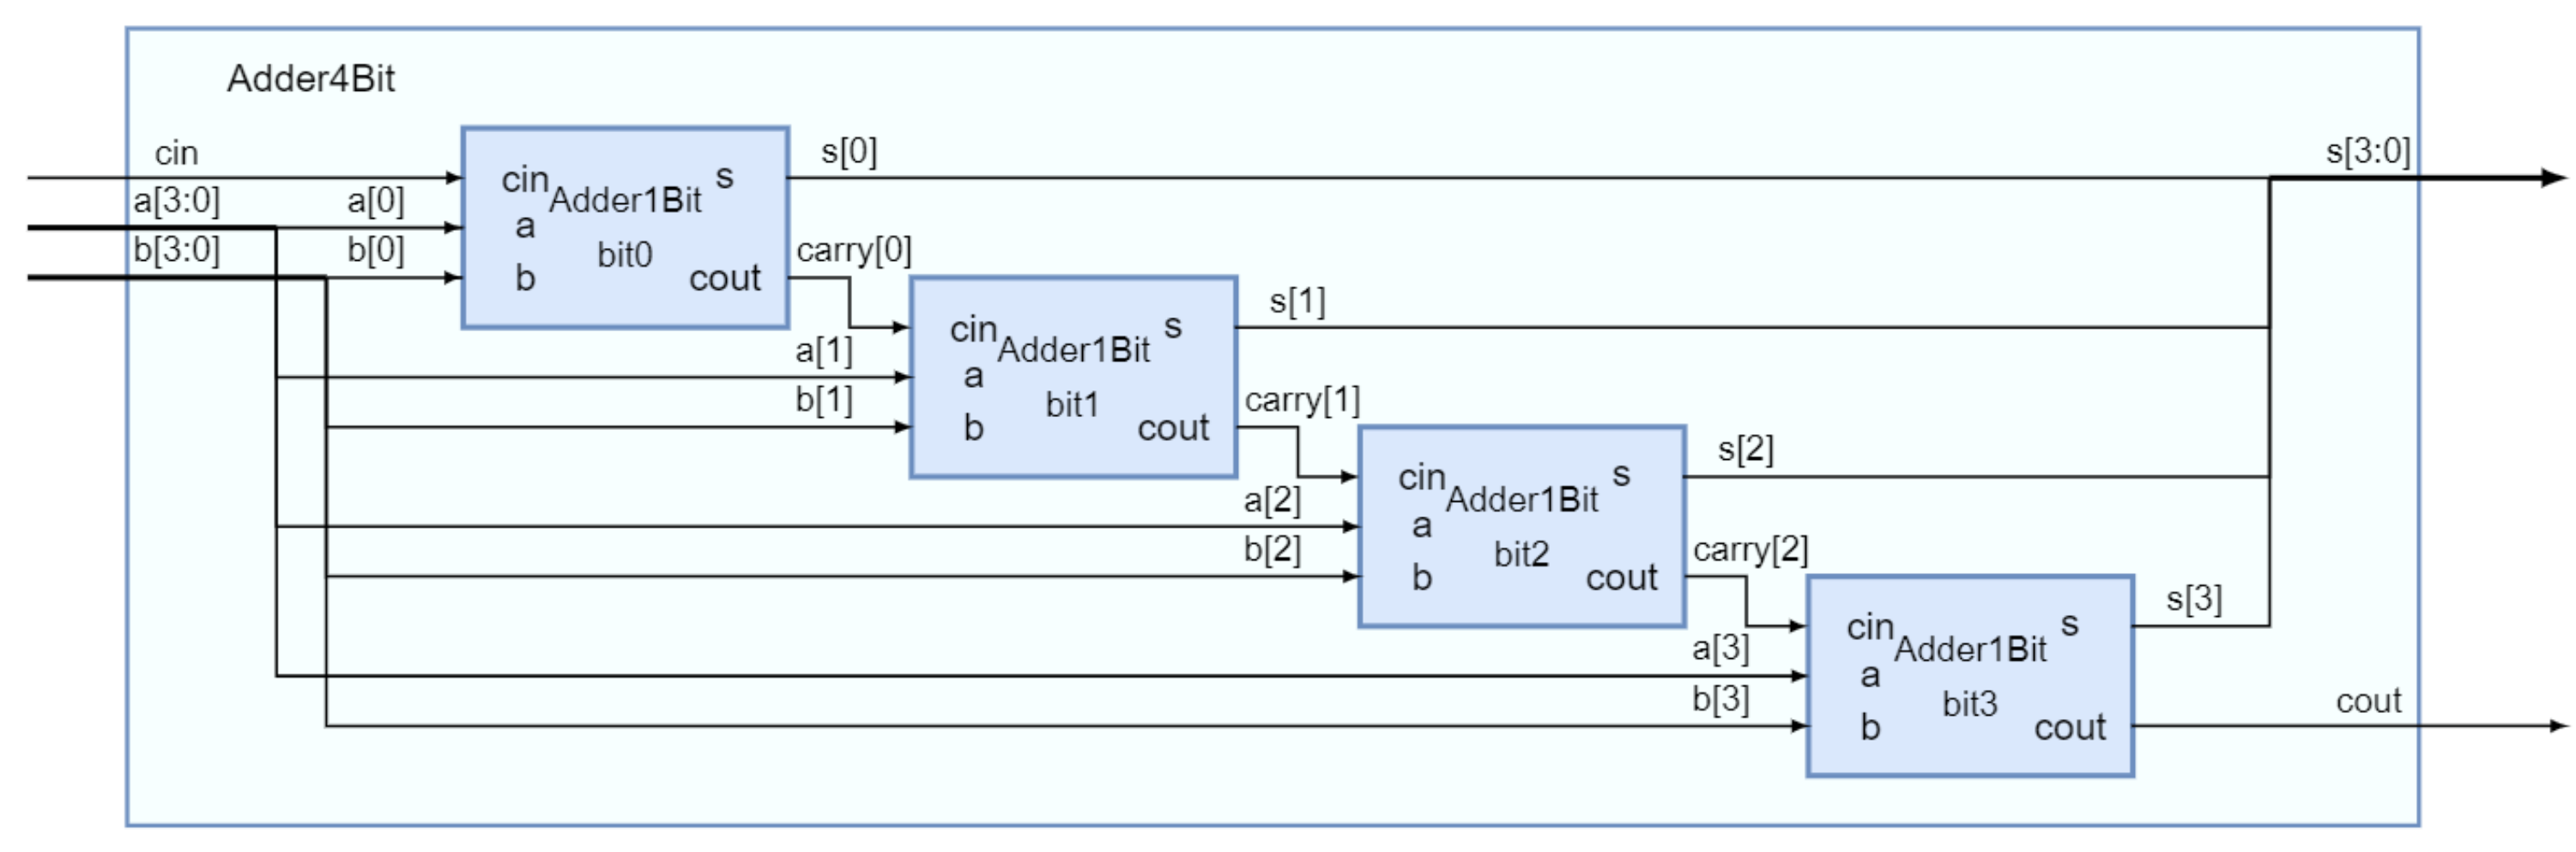 Adder4Bit
cin
a[3:0]
b[3:0]
a[0]
b[0]
cin
a
b
Adder1Bit
bit0
s
cout
s[0]
s[3:0]
carry[0]
a[1]
b[1]
cin
a
b
Adder1Bit
bit1
s
cout
s[1]
carry[1]
a[2]
b[2]
cin
a
b
Adder1Bit
bit2
s
cout
s[2]
carry[2]
a[3]
b[3]
cin
a
b
Adder1Bit
bit3
s
cout
s[3]
cout